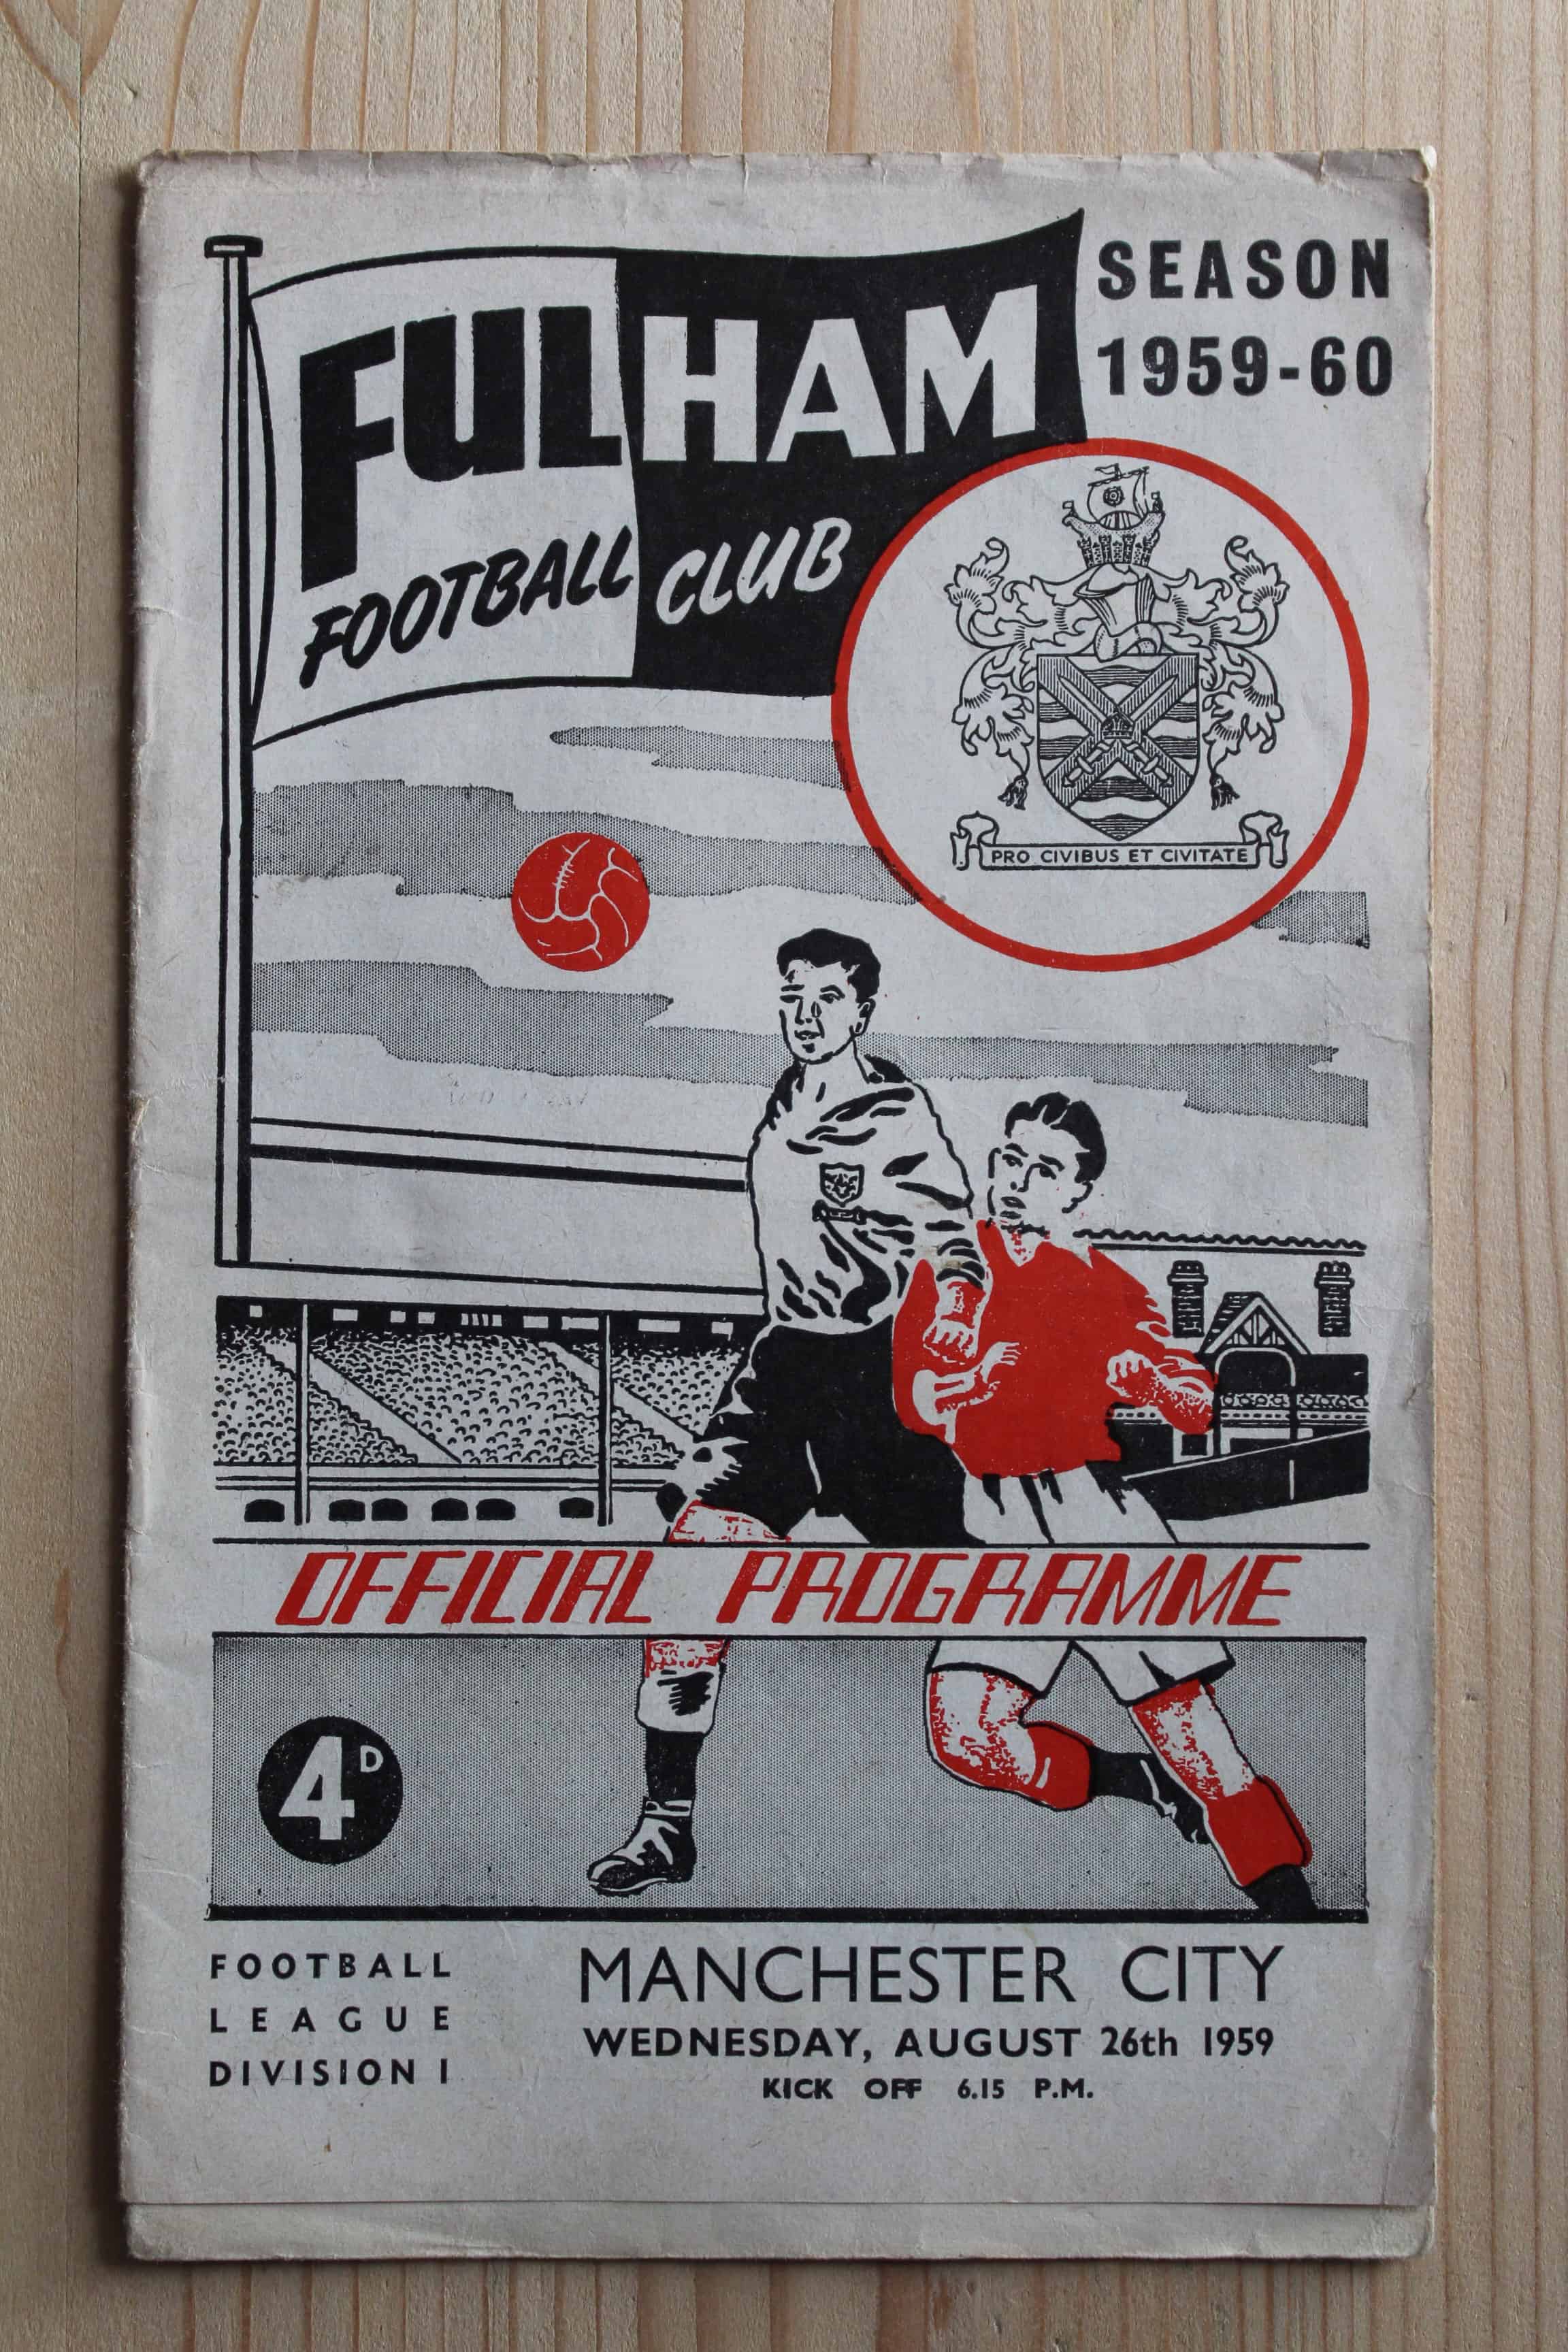 FULHAM
FOOTBALL CLUB
SEASON
1959-60
PRO CIVIBUS ET CIVITATE
OFFICIAL PROGRAMME
4D
FOOTBALL
LEAGUE
DIVISION I
MANCHESTER CITY
WEDNESDAY, AUGUST 26th 1959
KICK OFF 6.15 P.M.